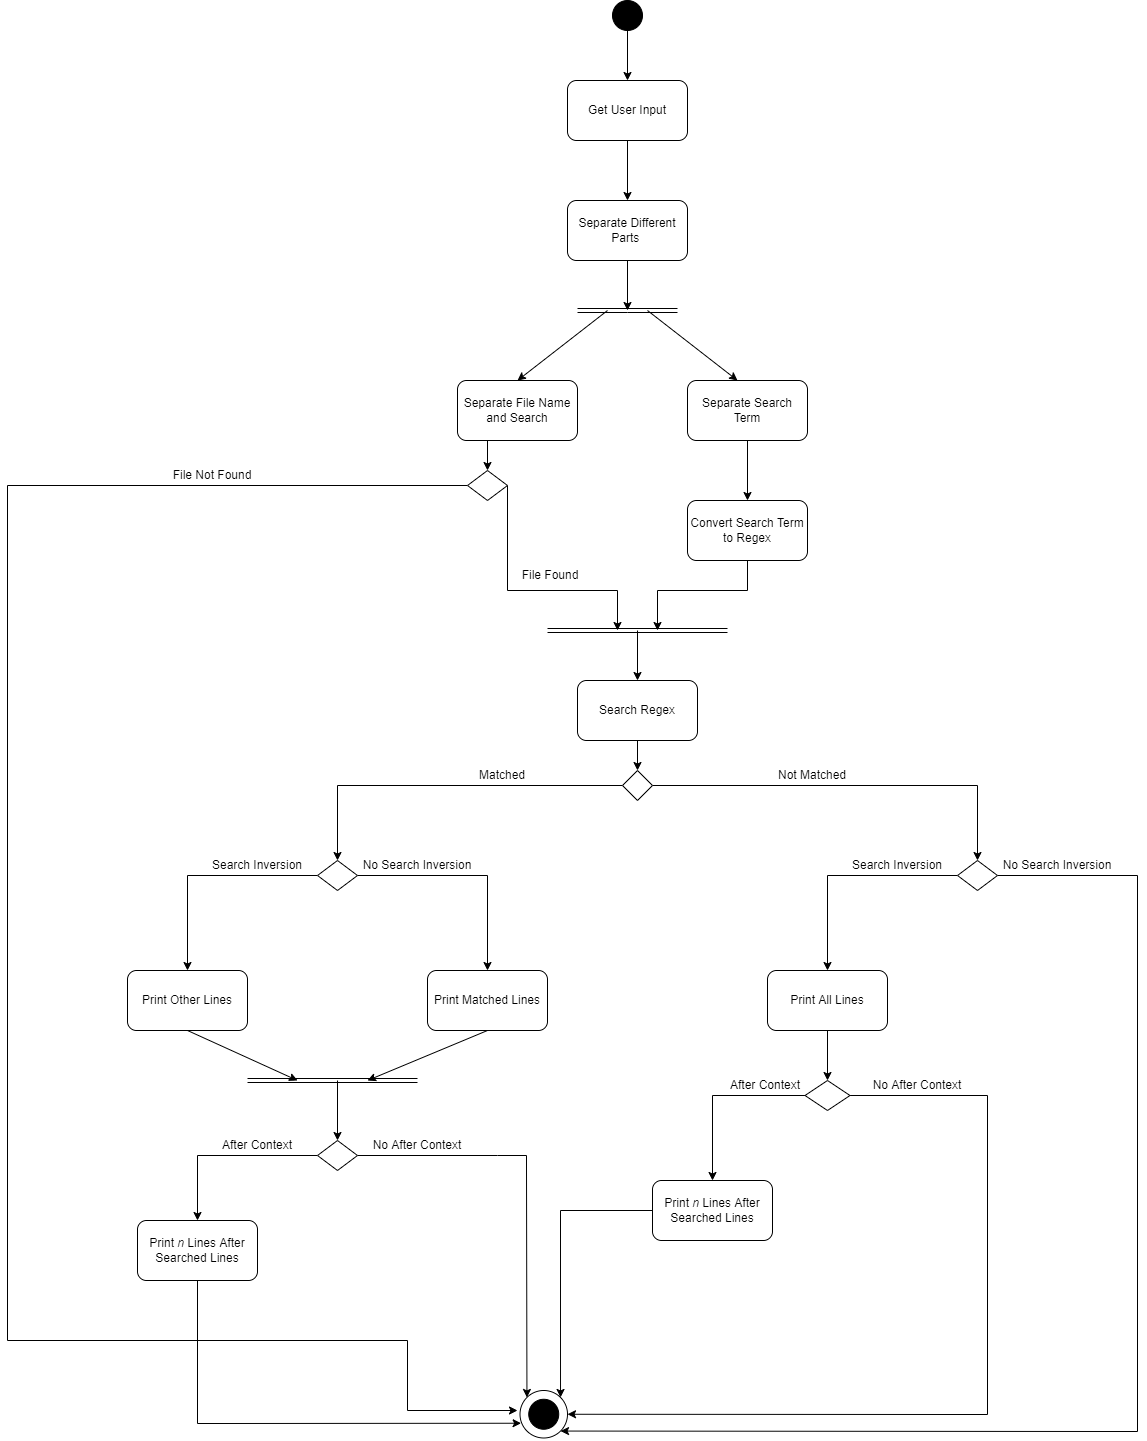 Get User Input
Separate Different
Parts
Separate File Name
and Search
Separate Search
Term
File Not Found
Convert Search Term
to Regex
File Found
Search Regex
Matched
Not Matched
Search Inversion
No Search Inversion
Search Inversion
No Search Inversion
Print Other Lines
Print Matched Lines
Print All Lines
After Context
No After Context
After Context
No After Context
Print n Lines After
Searched Lines
Print n Lines After
Searched Lines